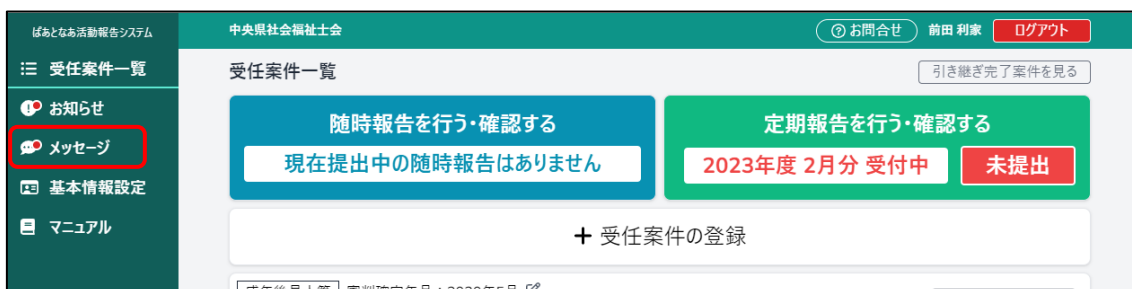 ぱあとなあ活動報告システム
受任案件一覧
お知らせ
メッセージ
基本情報設定
マニュアル
中央県社会福祉士会
お問合せ 前田 利家 ログアウト
受任案件一覧
引き継ぎ完了案件を見る
随時報告を行う・確認する
現在提出中の随時報告はありません
定期報告を行う・確認する
2023年度 2月分 受付中 未提出
+ 受任案件の登録